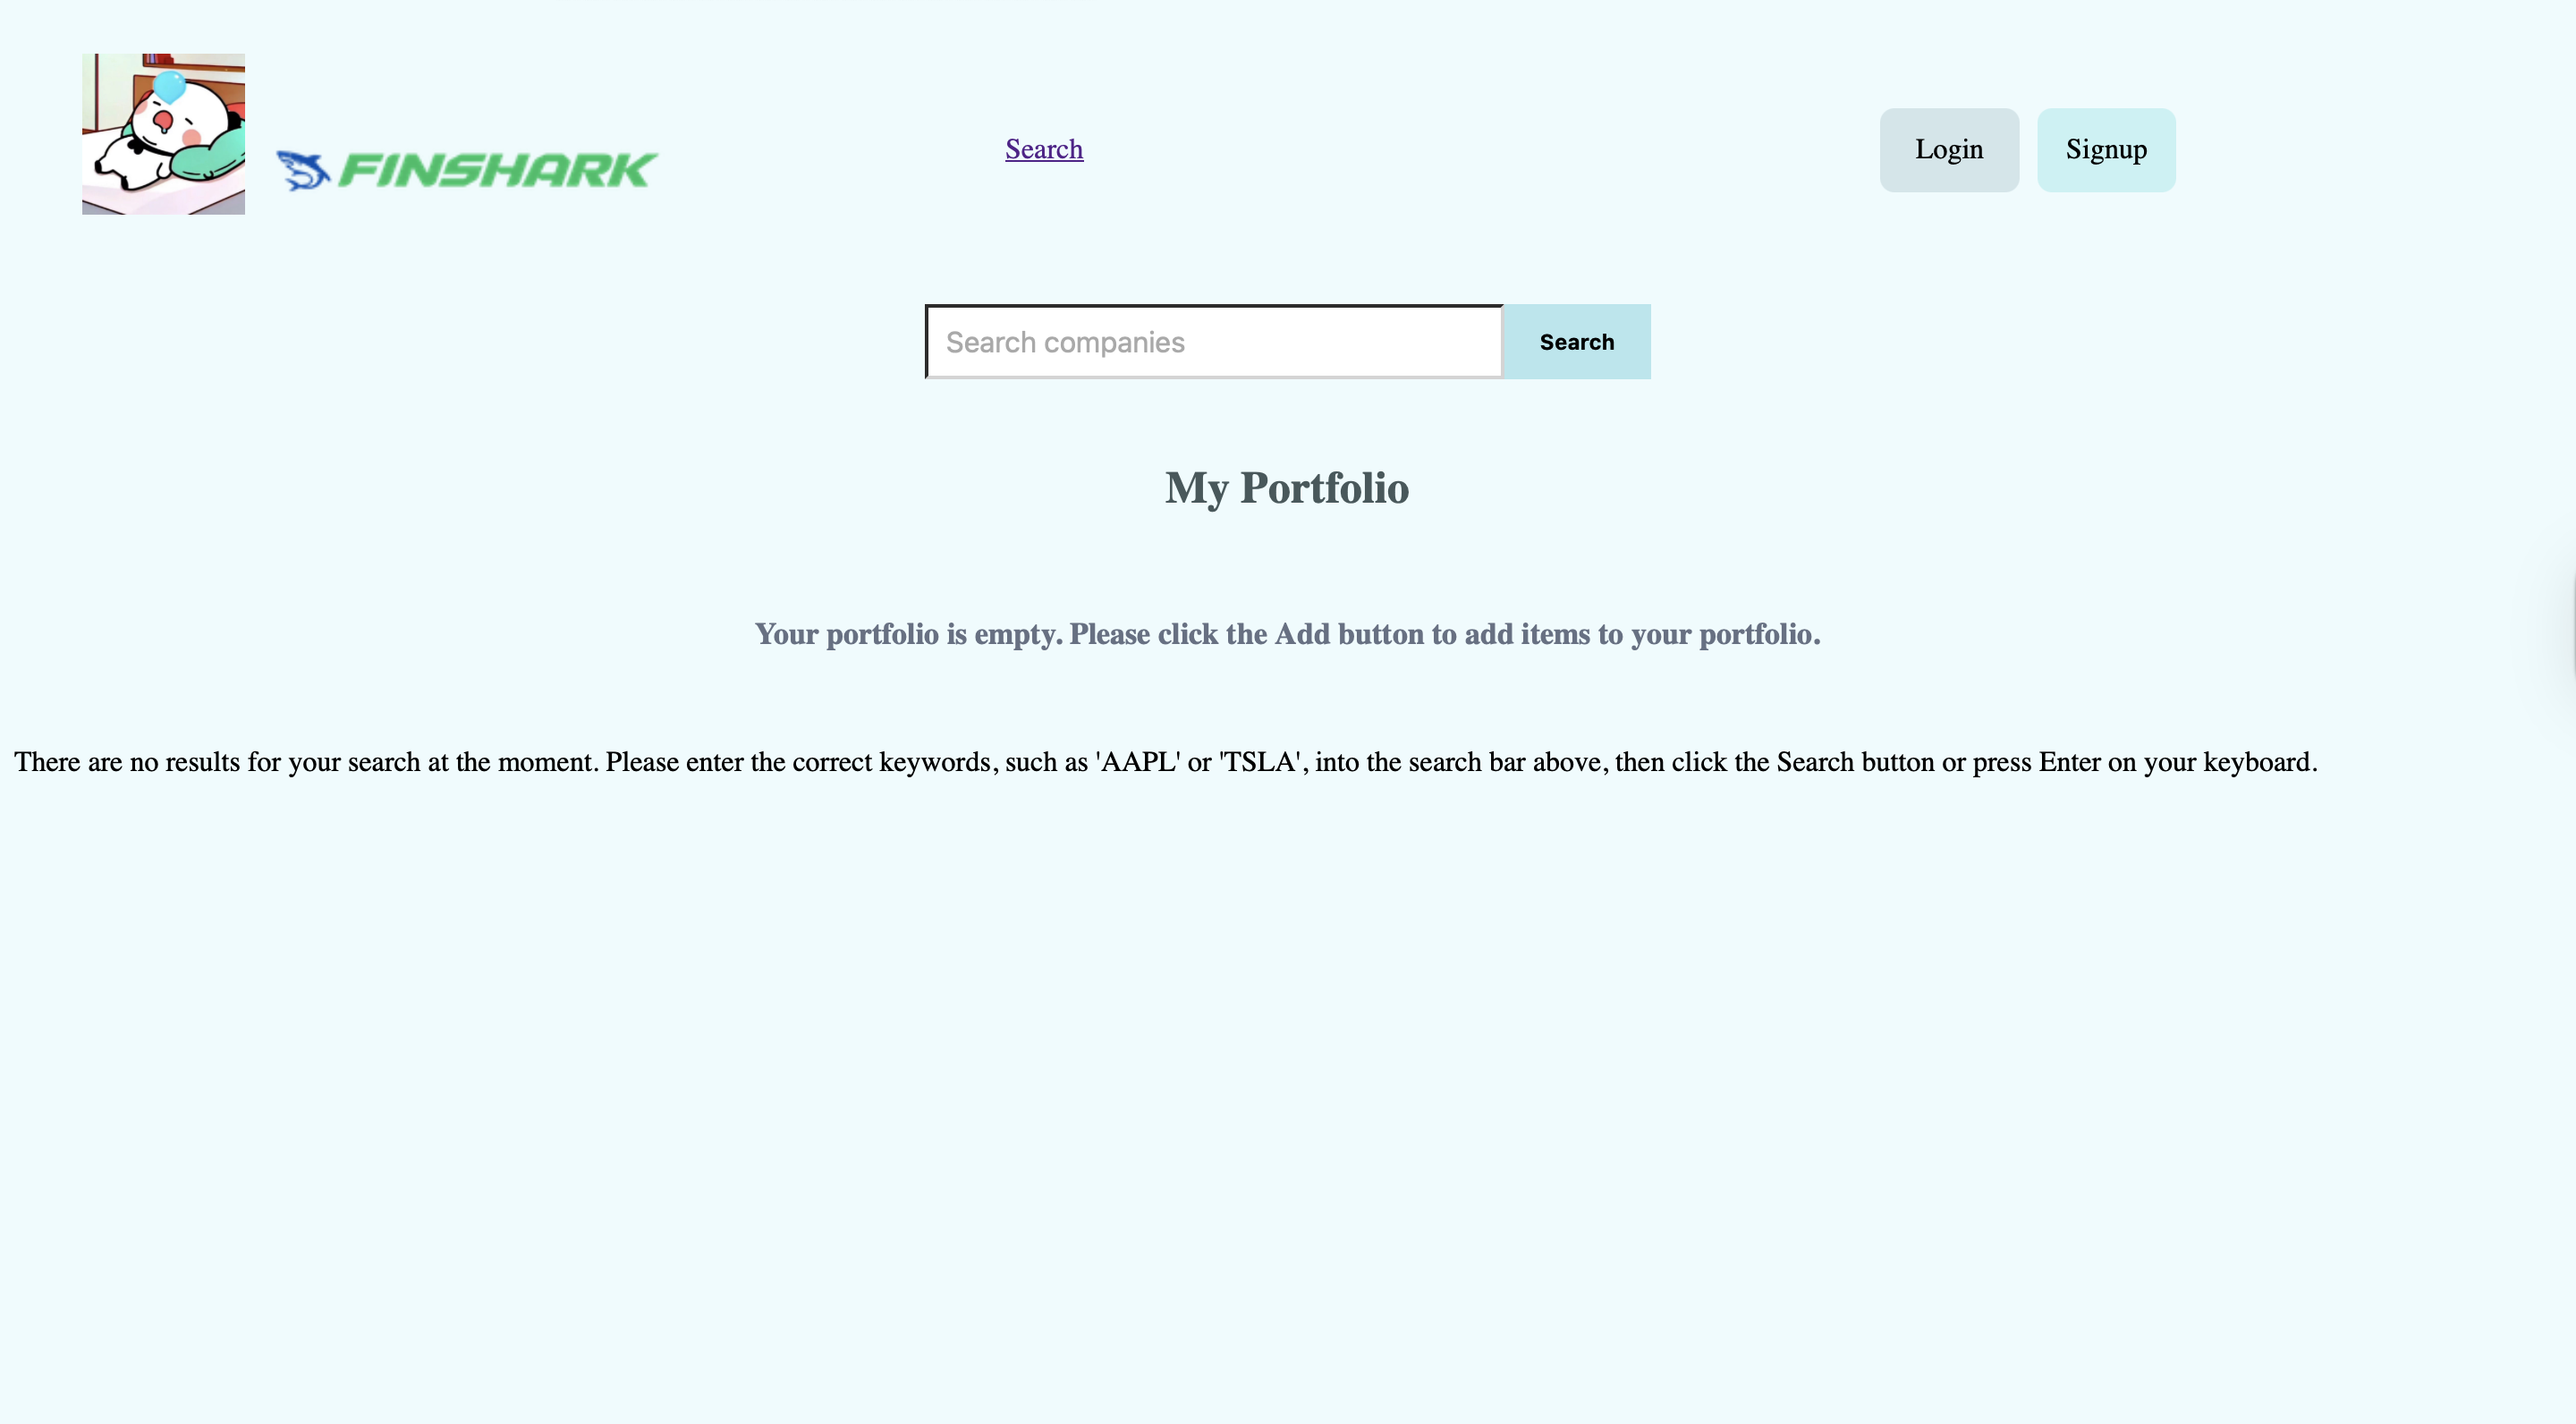 FINSHARK
Search
Login
Signup
Search companies
Search
My Portfolio
Your portfolio is empty. Please click the Add button to add items to your portfolio.
There are no results for your search at the moment. Please enter the correct keywords, such as 'AAPL' or 'TSLA', into the search bar above, then click the Search button or press Enter on your keyboard.